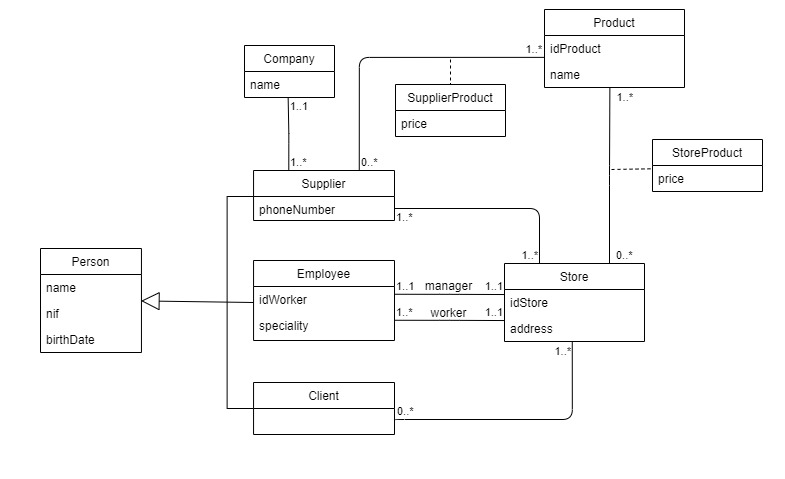 Product
idProduct
name
1..*
Company
name
1..1
SupplierProduct
price
1..*
StoreProduct
price
1..*
0..*
Supplier
phoneNumber
1..*
1..*
0..*
Person
name
nif
birthDate
Employee
idWorker
speciality
1..1 manager 1..1
1..* worker 1..1
Store
idStore
address
1..*
Client
0..*